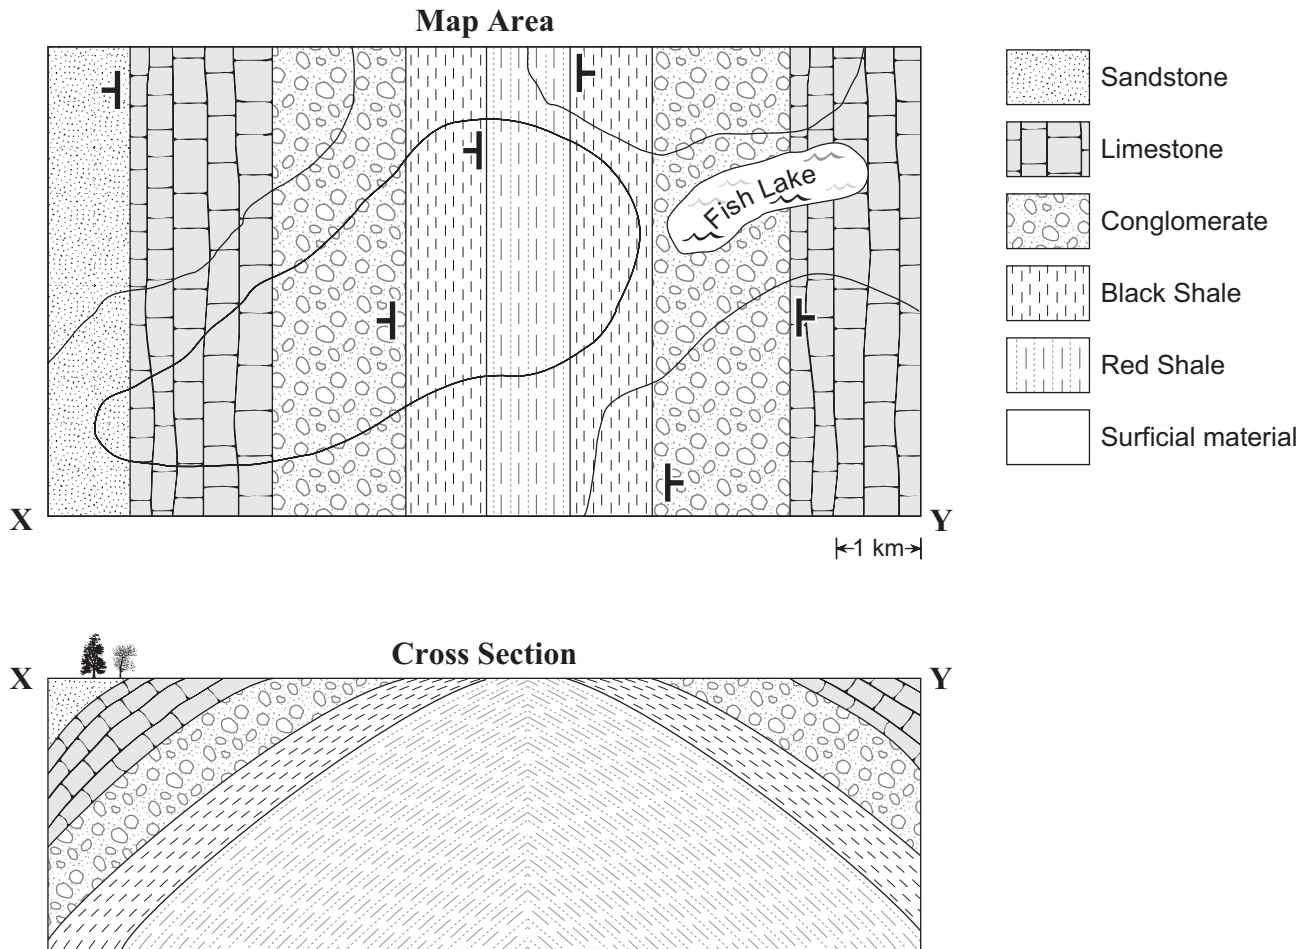 Map Area
Sandstone
Limestone
Conglomerate
Black Shale
Red Shale
Surficial material
Fish Lake
X
Y
1 km
Cross Section
X
Y